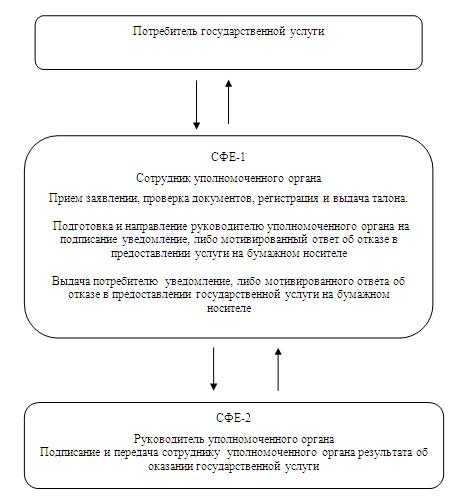 Потребитель государственной услуги
СФЕ-1
Сотрудник уполномоченного органа
Прием заявлении, проверка документов, регистрация и выдача талона.
Подготовка и направление руководителю уполномоченного органа на
подписание уведомление, либо мотивированный ответ об отказе в
предоставлении услуги на бумажном носителе
Выдача потребителю уведомление, либо мотивированного ответа об
отказе в предоставлении государственной услуги на бумажном
носителе
СФЕ-2
Руководитель уполномоченного органа
Подписание и передача сотруднику уполномоченного органа результата об
оказании государственной услуги